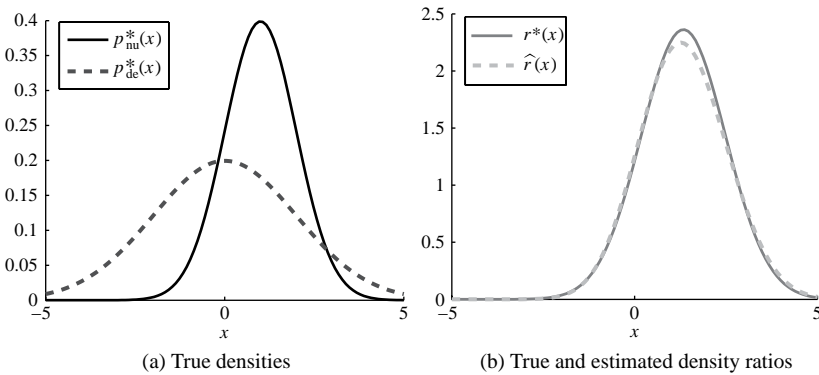 0.4
0.35
0.3
0.25
0.2
0.15
0.1
0.05
0
−5
0
5
x
p*nu(x)
p*de(x)
(a) True densities
2.5
2
1.5
1
0.5
0
−5
0
5
x
r*(x)
r̂(x)
(b) True and estimated density ratios